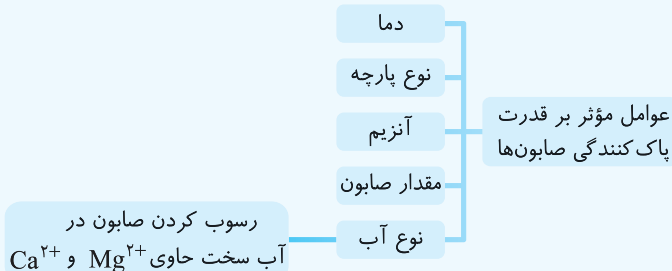 عوامل مؤثر بر قدرت
پاک‌کنندگی صابون‌ها
دما
نوع پارچه
آنزیم
مقدار صابون
نوع آب
رسوب کردن صابون در
آب سخت حاوی Mg²⁺ و Ca²⁺